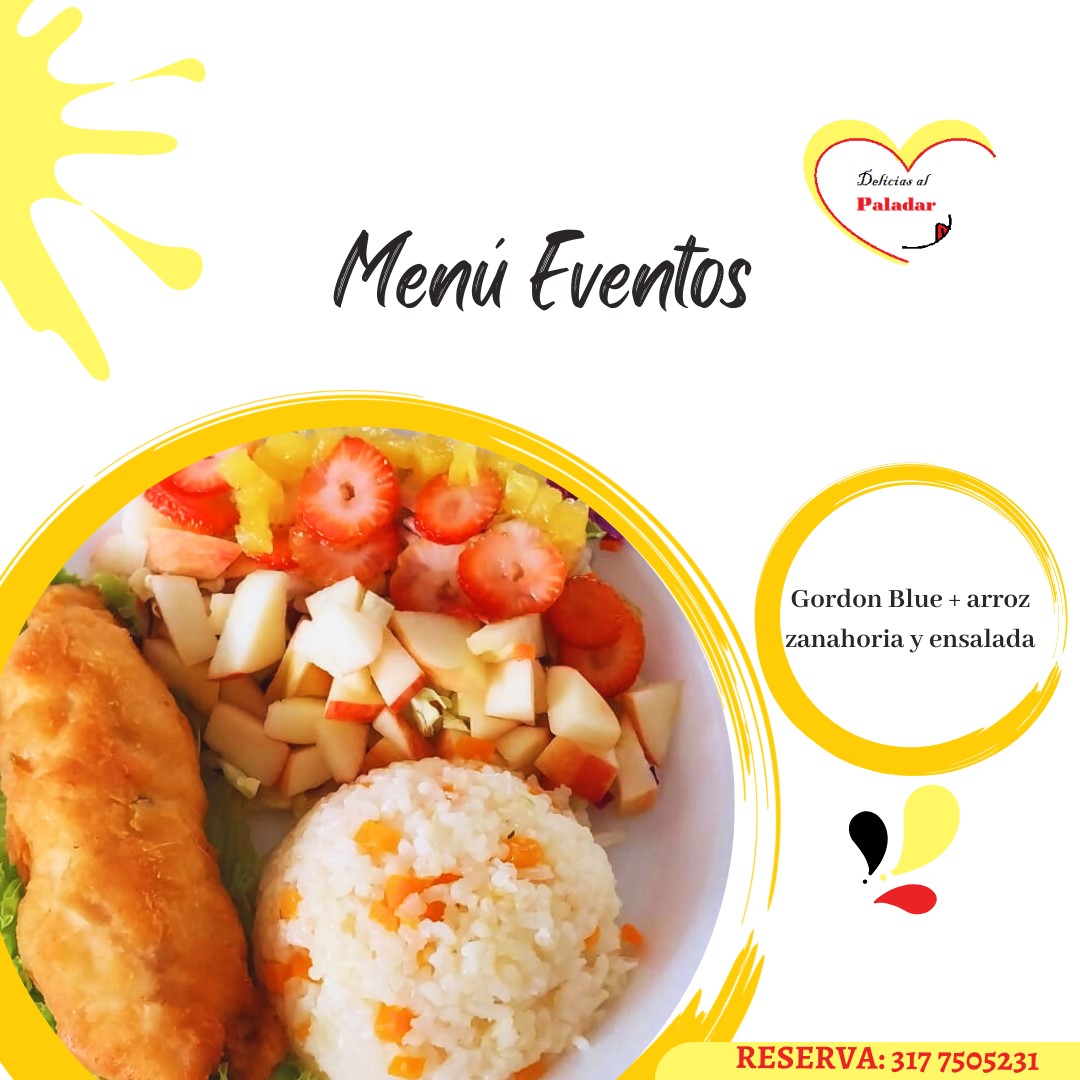 Delicias al
Paladar
Menú Eventos
Gordon Blue + arroz
zanahoria y ensalada
RESERVA: 317 7505231